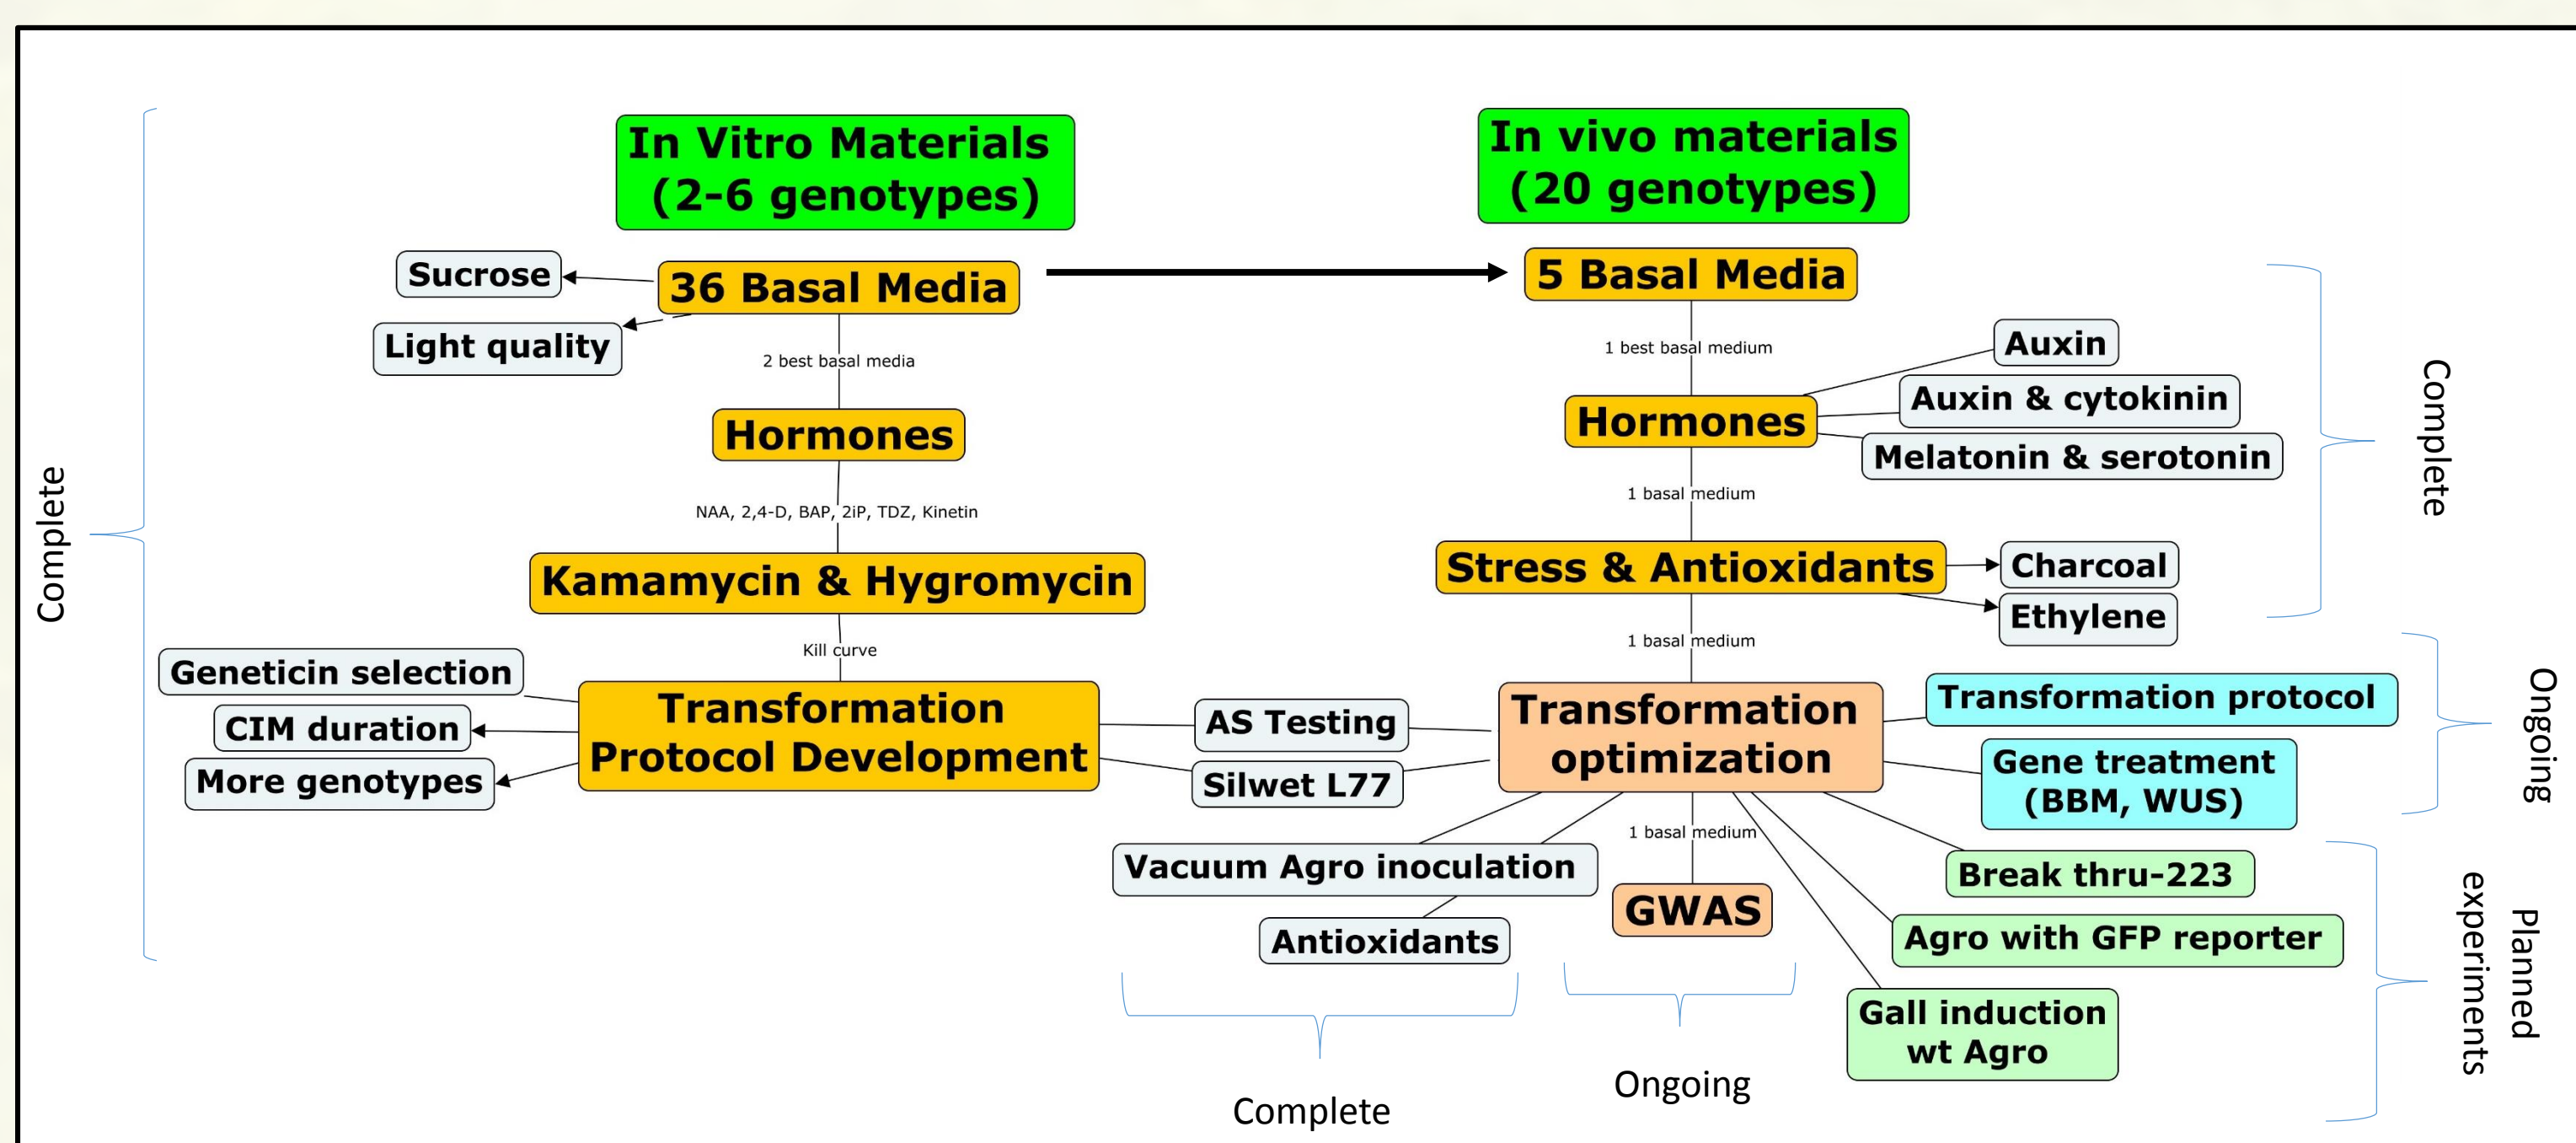 In Vitro Materials
(2-6 genotypes)
In vivo materials
(20 genotypes)
Sucrose
36 Basal Media
5 Basal Media
Light quality
2 best basal media
1 best basal medium
Auxin
Auxin & cytokinin
Hormones
Hormones
Melatonin & serotonin
Complete
Complete
NAA, 2,4-D, BAP, 2iP, TDZ, Kinetin
1 basal medium
Kamamycin & Hygromycin
Stress & Antioxidants
Charcoal
Ethylene
Kill curve
1 basal medium
Geneticin selection
CIM duration
More genotypes
Transformation
Protocol Development
AS Testing
Silwet L77
Transformation
optimization
Transformation protocol
Gene treatment
(BBM, WUS)
Ongoing
1 basal medium
Vacuum Agro inoculation
Antioxidants
GWAS
Break thru-223
Agro with GFP reporter
Gall induction
wt Agro
Planned
experiments
Complete
Ongoing